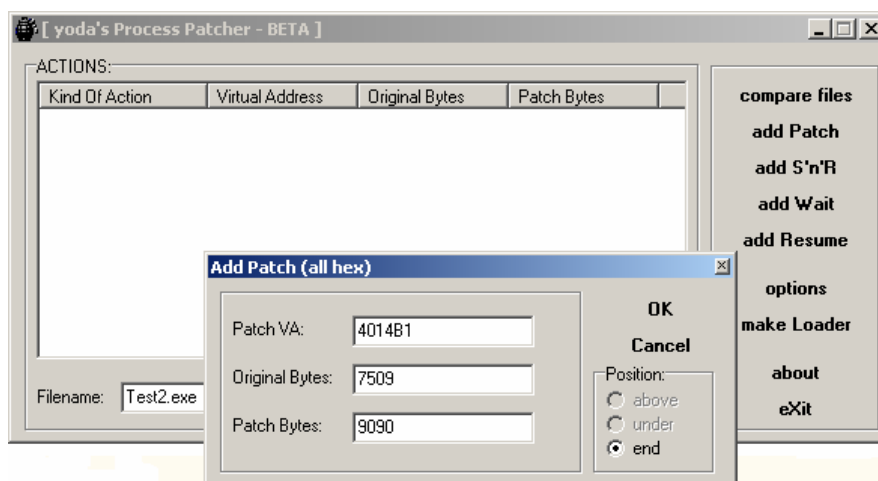 [ yoda's Process Patcher - BETA ]
ACTIONS:
Kind Of Action Virtual Address Original Bytes Patch Bytes
compare files
add Patch
add S'n'R
add Wait
add Resume
options
make Loader
about
eXit
Filename: Test2.exe
Add Patch (all hex)
Patch VA: 4014B1
Original Bytes: 7509
Patch Bytes: 9090
OK
Cancel
Position:
above
under
end